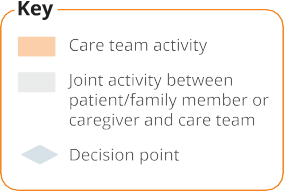 Key
Care team activity
Joint activity between
patient/family member or
caregiver and care team
Decision point